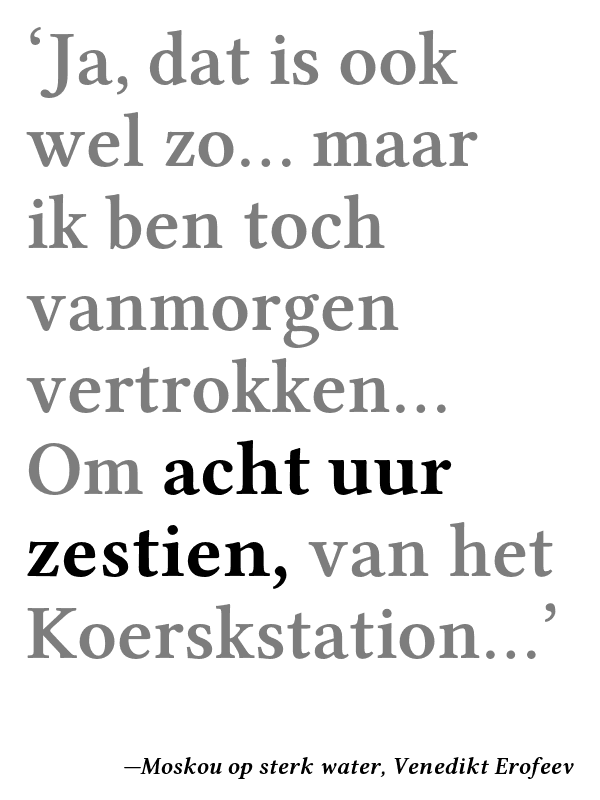 ‘Ja, dat is ook
wel zo… maar
ik ben toch
vanmorgen
vertrokken…
Om acht uur
zestien, van het
Koerskstation…’
—Moskou op sterk water, Venedikt Erofeev